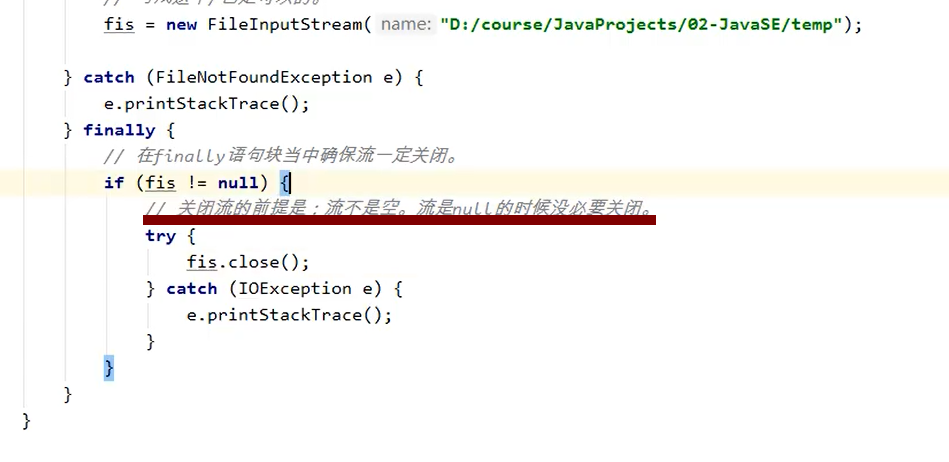 fis = new FileInputStream( name: "D:/course/JavaProjects/02-JavaSE/temp");
} catch (FileNotFoundException e) {
e.printStackTrace();
} finally {
// 在finally语句块当中确保流一定关闭。
if (fis != null) {
// 关闭流的前提是：流不是空。流是null的时候没必要关闭。
try {
fis.close();
} catch (IOException e) {
e.printStackTrace();
}
}
}
}